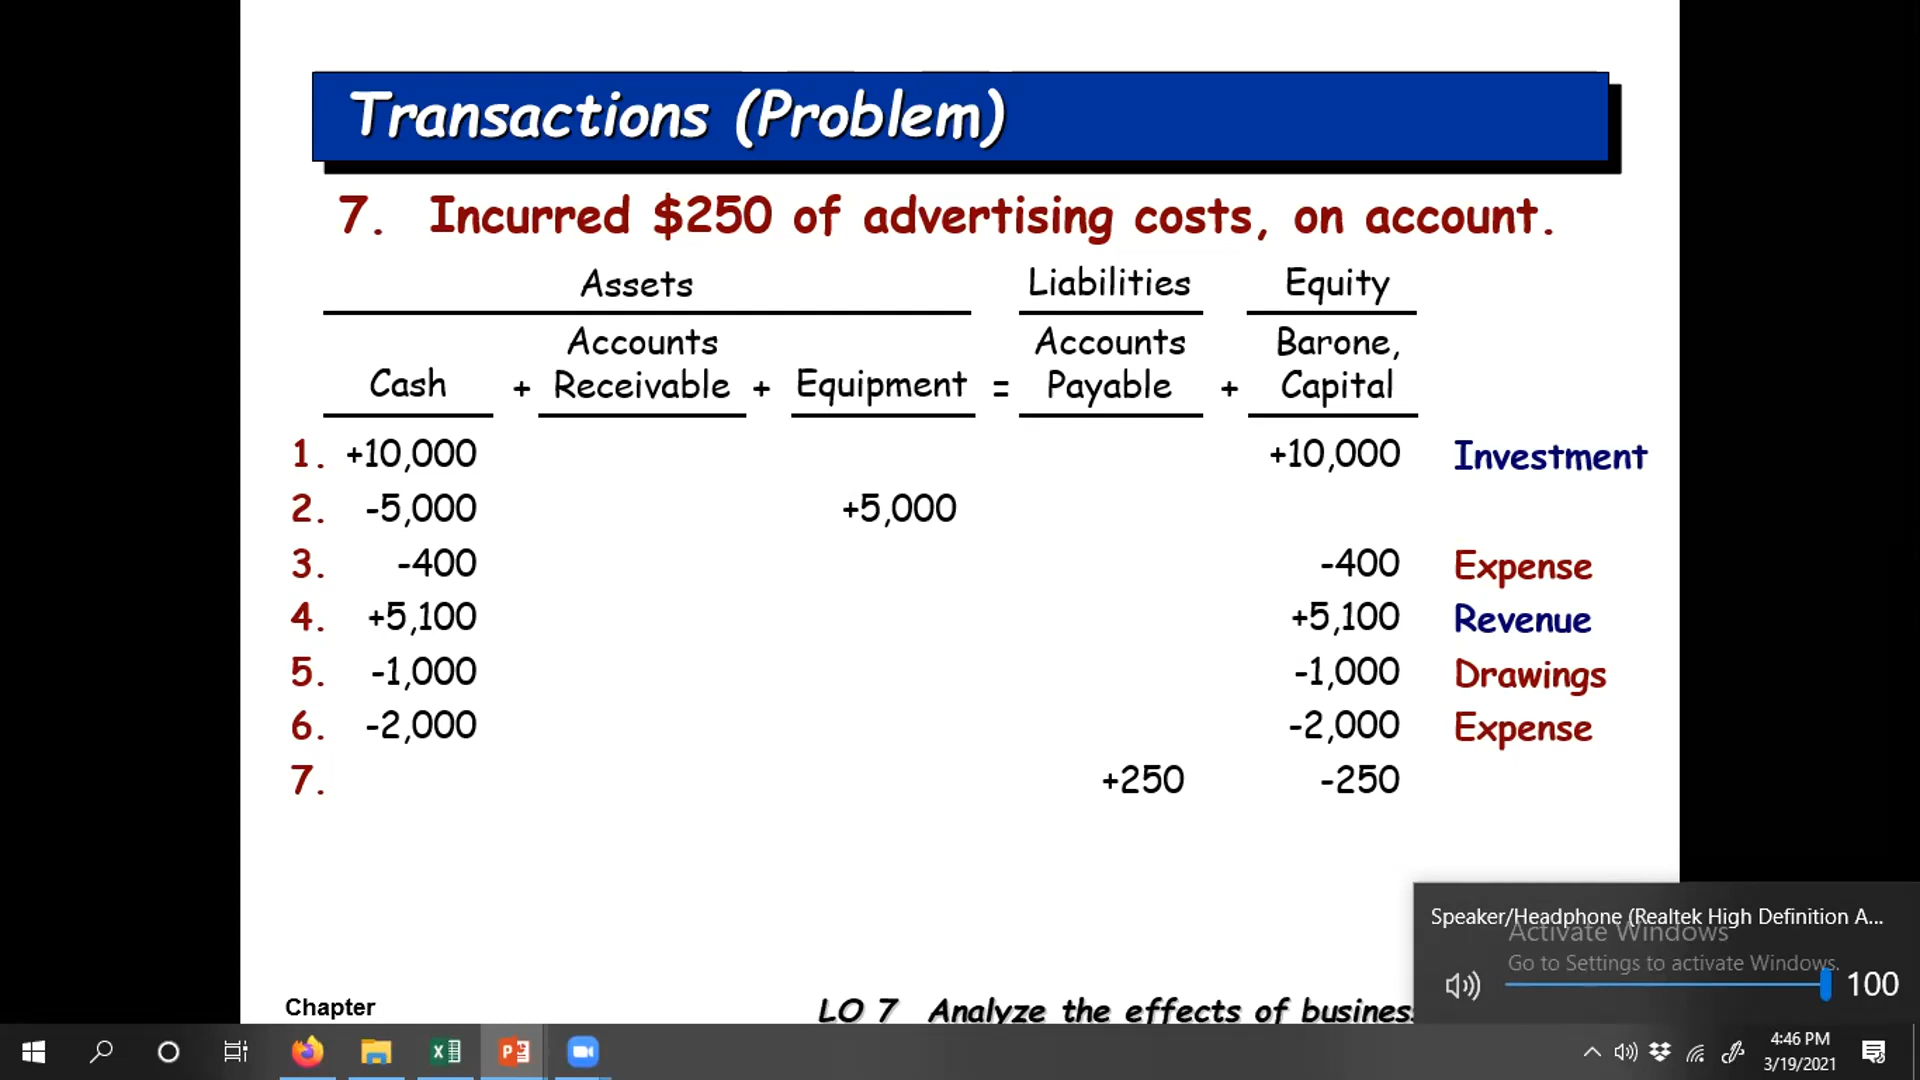 Transactions (Problem)
7. Incurred $250 of advertising costs, on account.
Assets Liabilities Equity
Accounts Accounts Barone,
Cash + Receivable + Equipment = Payable + Capital
1. +10,000 +10,000 Investment
2. -5,000 +5,000
3. -400 -400 Expense
4. +5,100 +5,100 Revenue
5. -1,000 -1,000 Drawings
6. -2,000 -2,000 Expense
7. +250 -250
Speaker/Headphone (Realtek High Definition A...
Activate Windows
Go to Settings to activate Windows.
100
Chapter
LO 7 Analyze the effects of busines
4:46 PM
3/19/2021